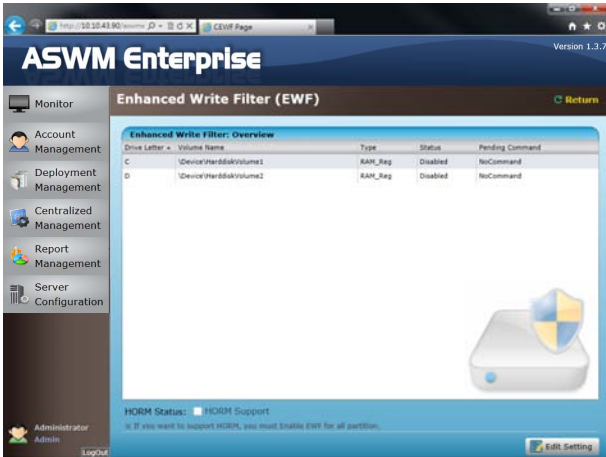 http://10.10.43.90/
CEWF Page
ASWM Enterprise
Version 1.3.7
Monitor
Account Management
Deployment Management
Centralized Management
Report Management
Server Configuration
Administrator
Admin
LogOut
Enhanced Write Filter (EWF)
Return
Enhanced Write Filter: Overview
Drive Letter Volume Name Type Status Pending Command
C \Device\HarddiskVolume1 RAM_Reg Disabled NoCommand
D \Device\HarddiskVolume2 RAM_Reg Disabled NoCommand
HORM Status: HORM Support
※ If you want to support HORM, you must Enable EWF for all partition.
Edit Setting